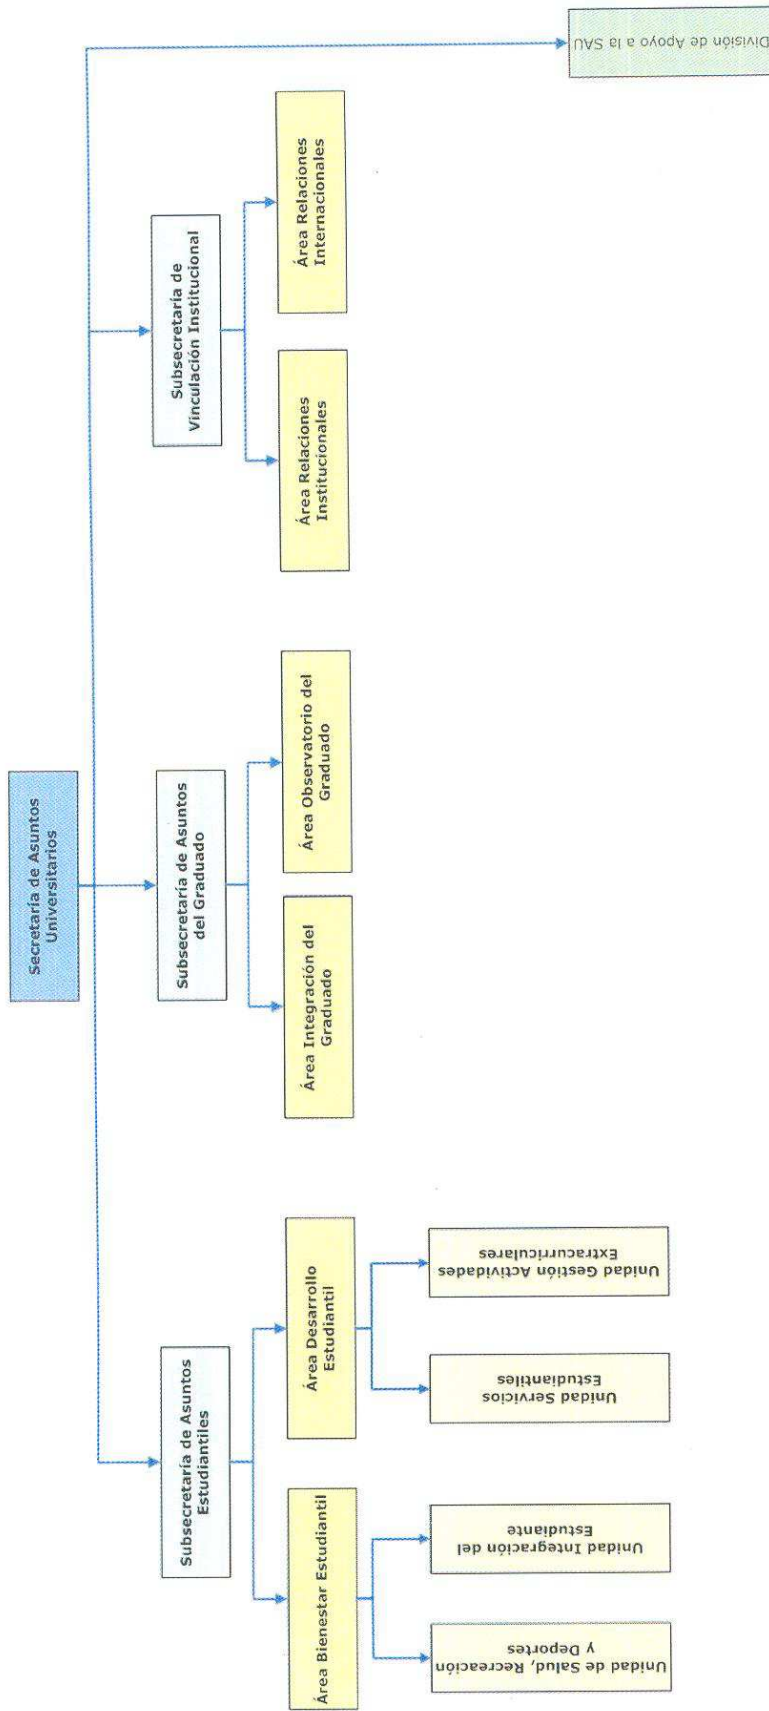 Secretaría de Asuntos
Universitarios
Subsecretaría de Asuntos
Estudiantiles
Subsecretaría de Asuntos
del Graduado
Subsecretaría de
Vinculación Institucional
Área Bienestar Estudiantil
Área Desarrollo
Estudiantil
Área Integración del
Graduado
Área Observatorio del
Graduado
Área Relaciones
Institucionales
Área Relaciones
Internacionales
Unidad de Salud, Recreación
y Deportes
Unidad Integración del
Estudiante
Unidad Servicios
Estudiantiles
Unidad Gestión Actividades
Extracurriculares
División de Apoyo a la SAU